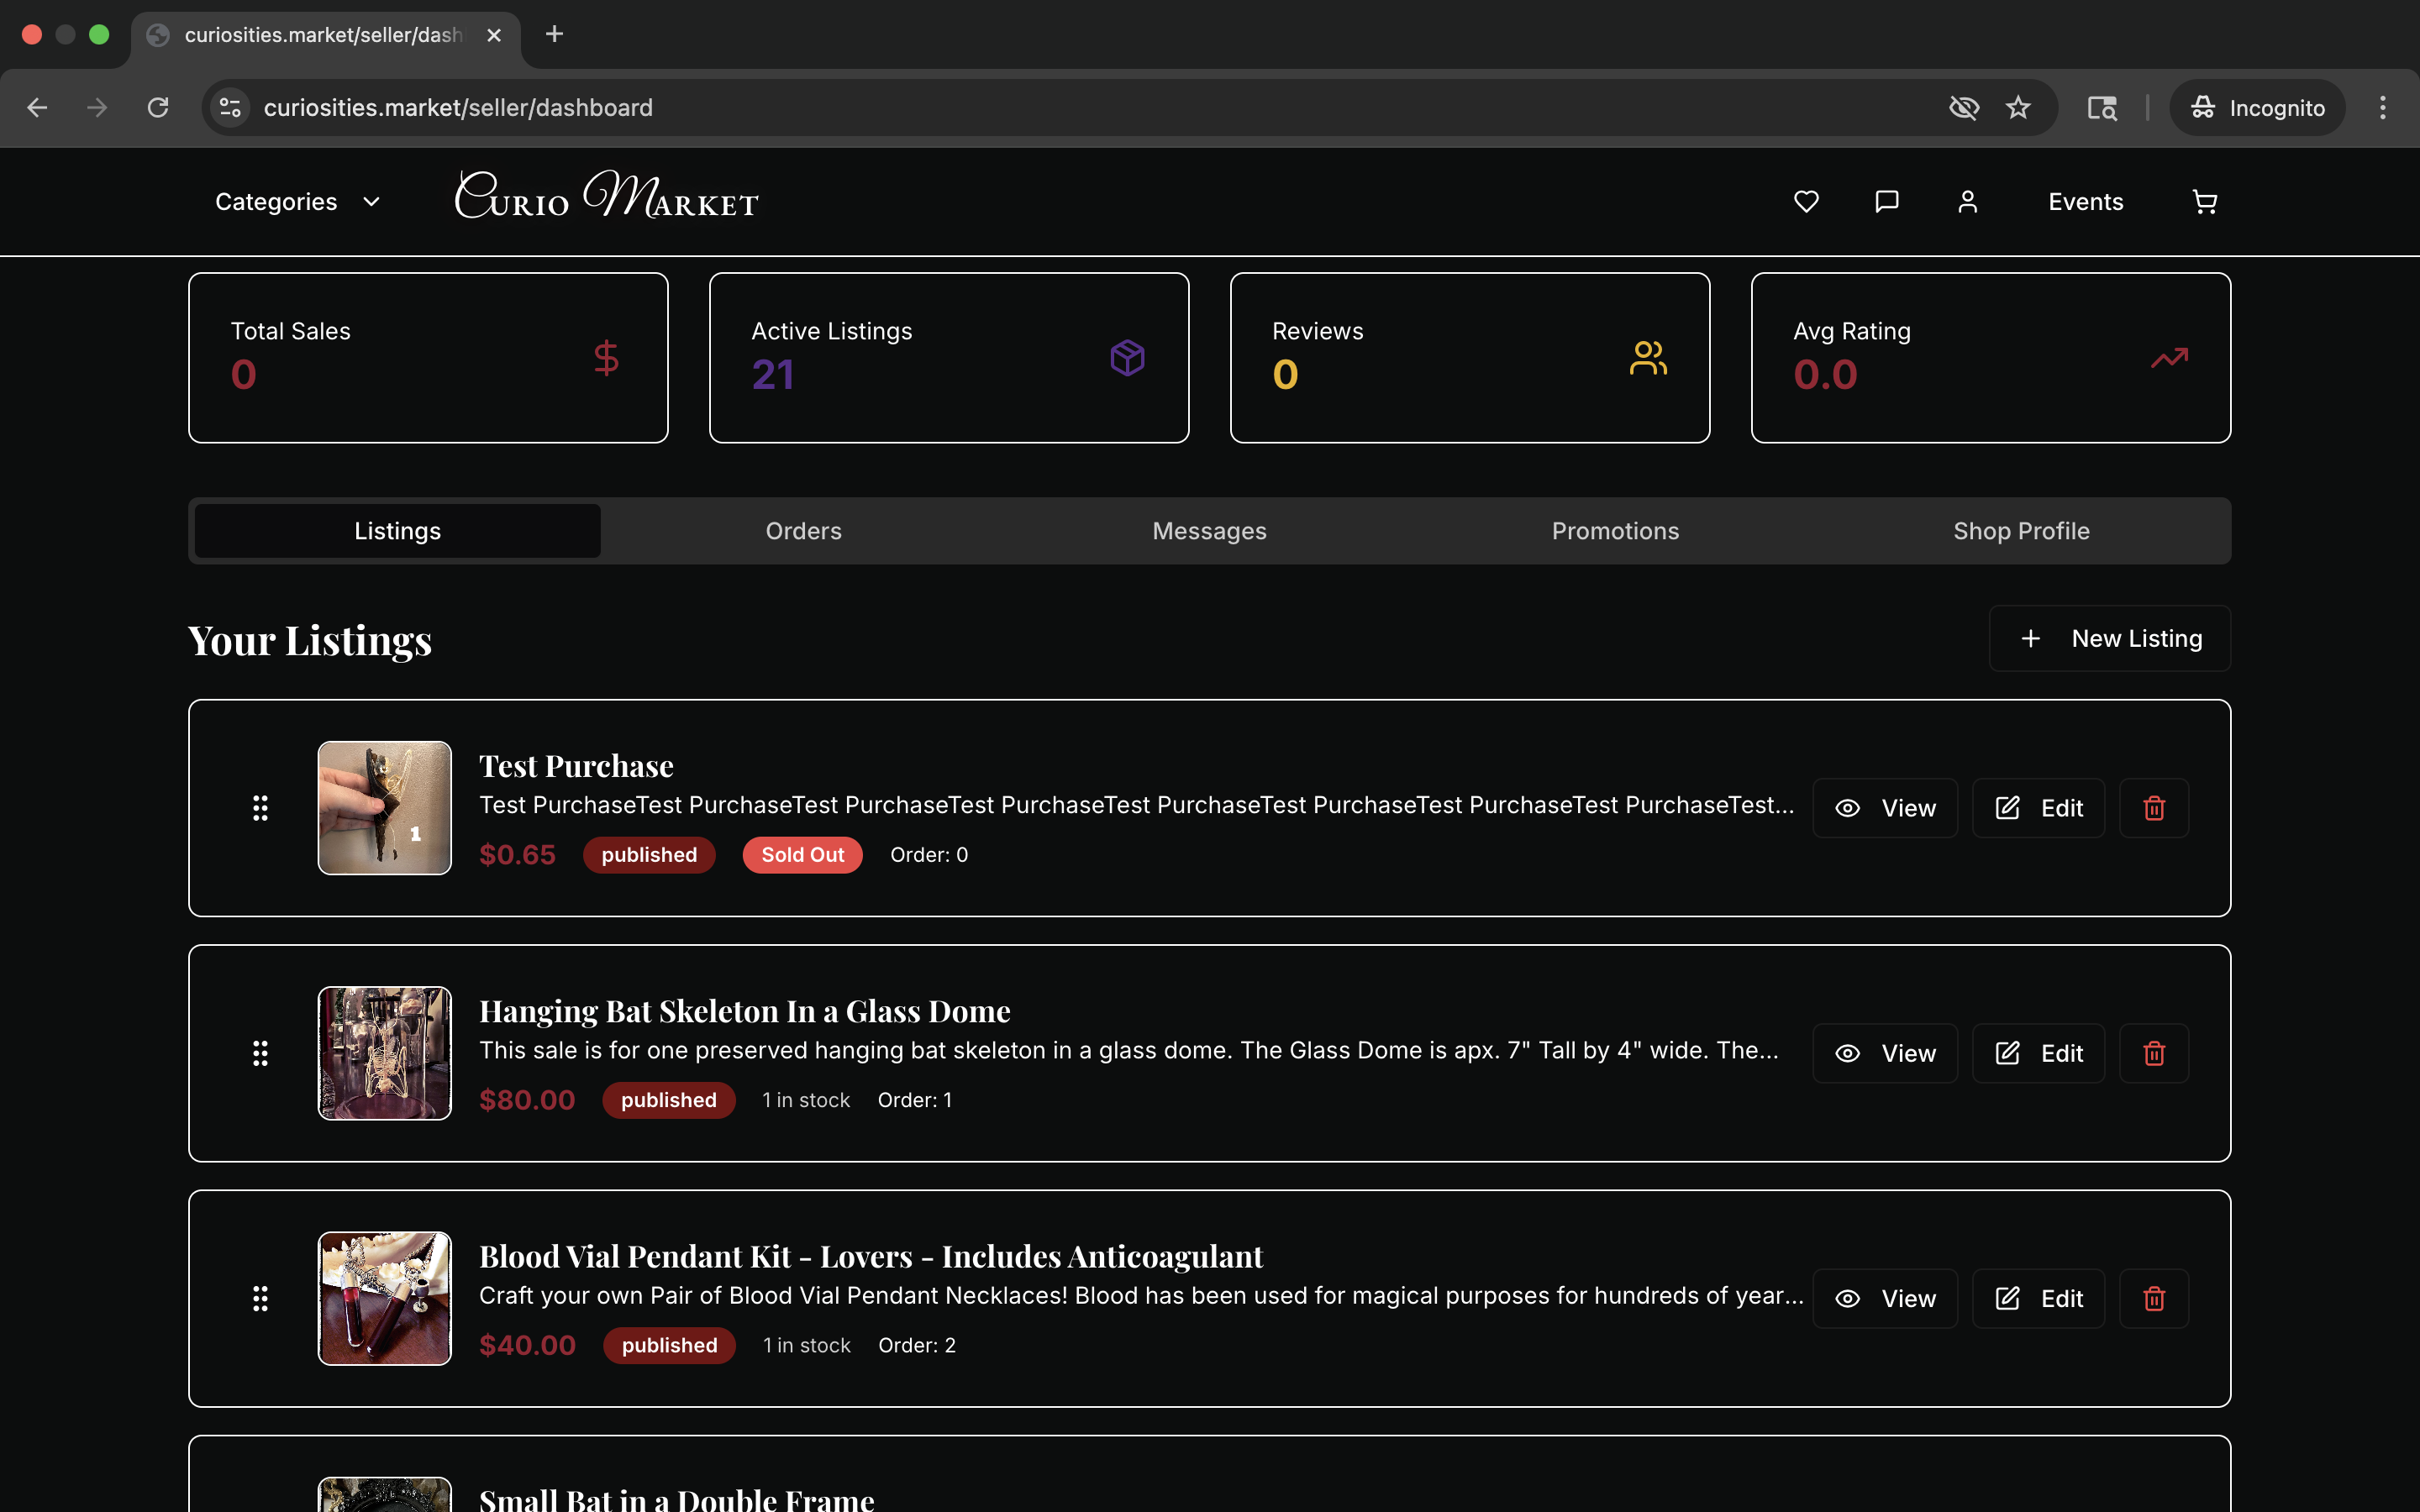 curiosities.market/seller/dash
curiosities.market/seller/dashboard
Incognito
Categories
Curio Market
Events
Total Sales
0
Active Listings
21
Reviews
0
Avg Rating
0.0
Listings
Orders
Messages
Promotions
Shop Profile
Your Listings
New Listing
Test Purchase
Test PurchaseTest PurchaseTest PurchaseTest PurchaseTest PurchaseTest PurchaseTest PurchaseTest PurchaseTest...
$0.65
published
Sold Out
Order: 0
1
View
Edit
Hanging Bat Skeleton In a Glass Dome
This sale is for one preserved hanging bat skeleton in a glass dome. The Glass Dome is apx. 7" Tall by 4" wide. The...
$80.00
published
1 in stock
Order: 1
View
Edit
Blood Vial Pendant Kit - Lovers - Includes Anticoagulant
Craft your own Pair of Blood Vial Pendant Necklaces! Blood has been used for magical purposes for hundreds of year...
$40.00
published
1 in stock
Order: 2
View
Edit
Small Bat in a Double Frame